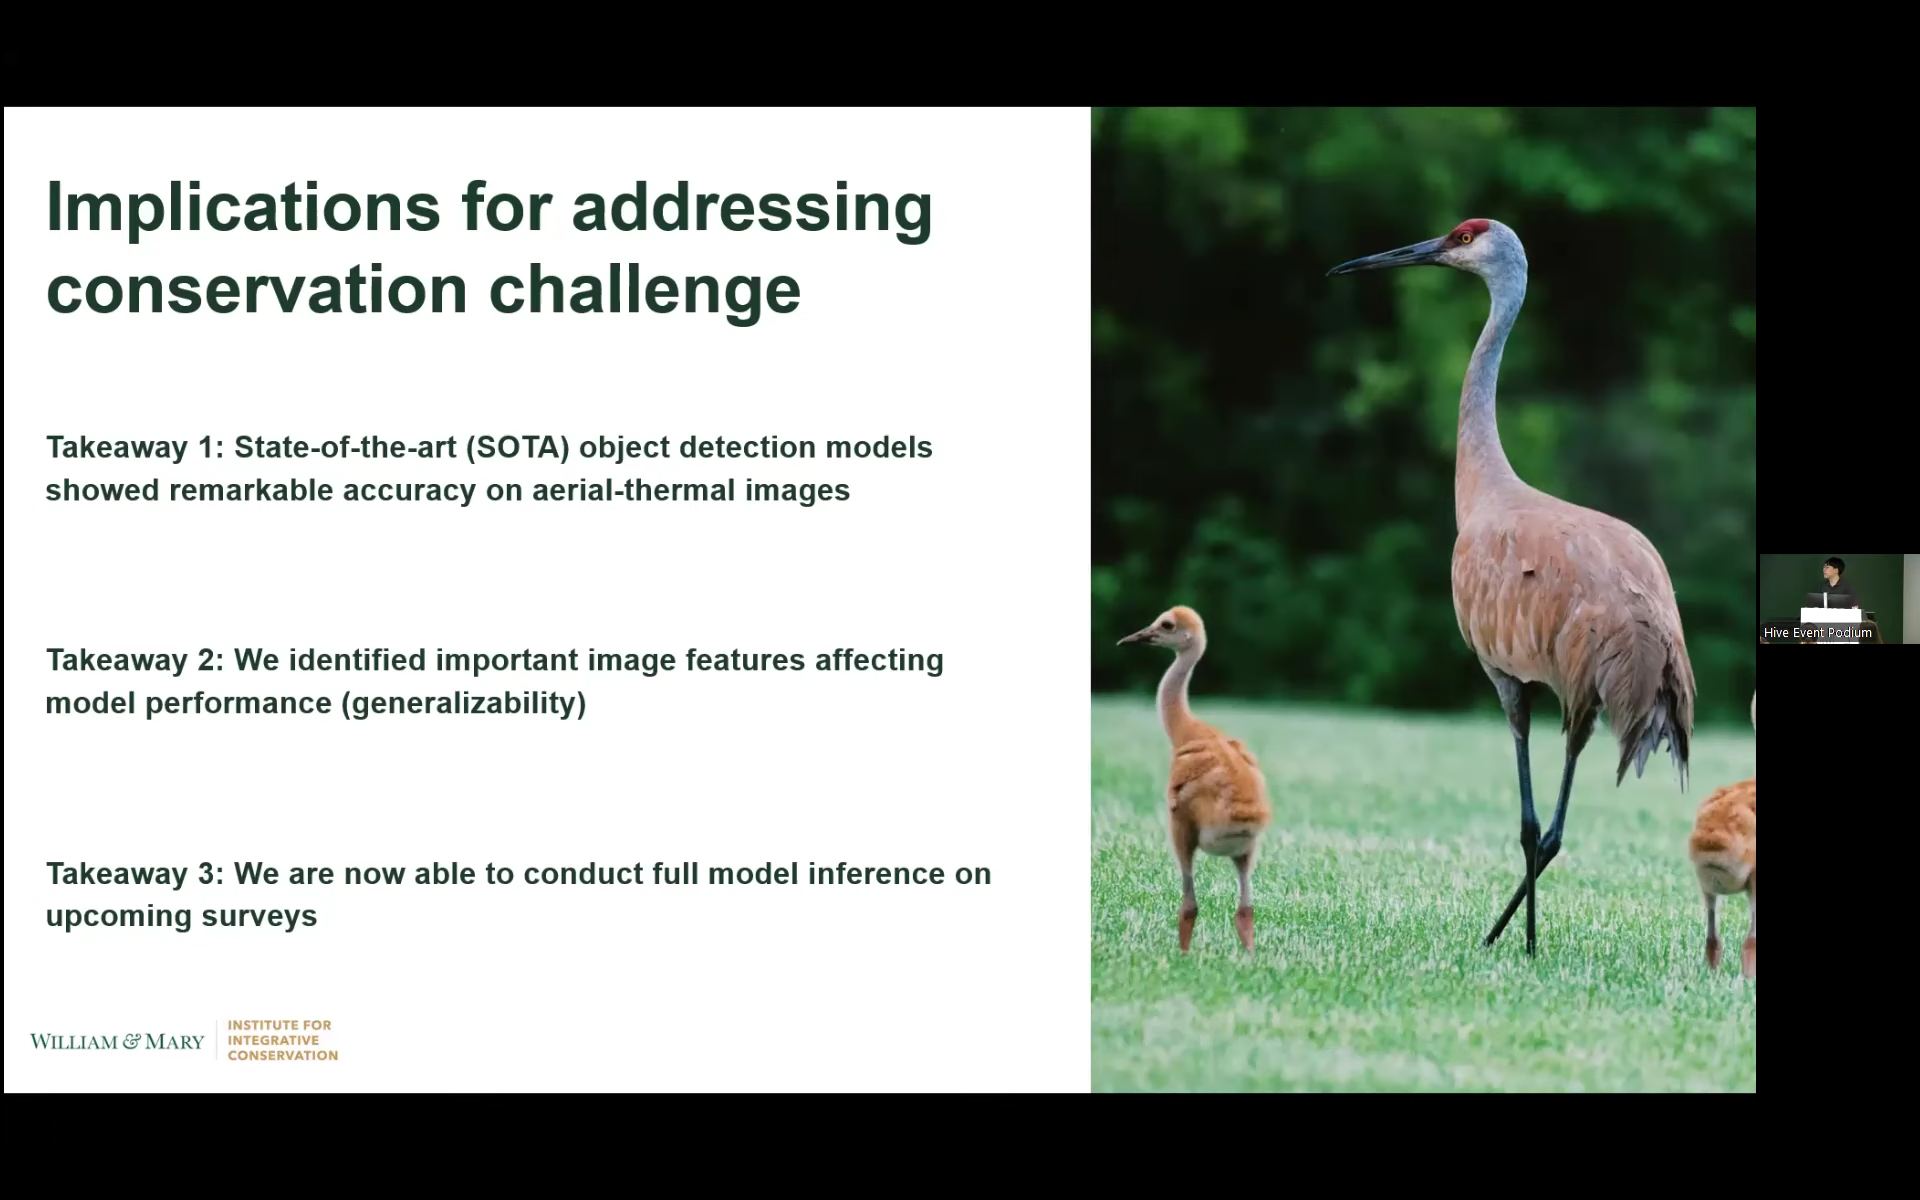 Implications for addressing
conservation challenge
Takeaway 1: State-of-the-art (SOTA) object detection models
showed remarkable accuracy on aerial-thermal images
Takeaway 2: We identified important image features affecting
model performance (generalizability)
Takeaway 3: We are now able to conduct full model inference on
upcoming surveys
WILLIAM & MARY
INSTITUTE FOR
INTEGRATIVE
CONSERVATION
Hive Event Podium